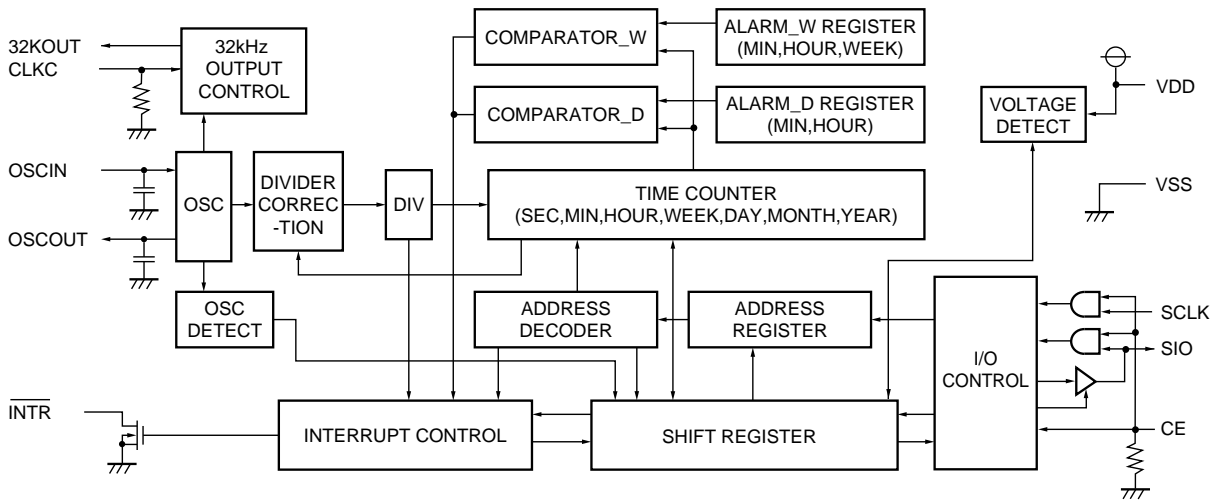 32KOUT
CLKC
32kHz
OUTPUT
CONTROL
COMPARATOR_W
ALARM_W REGISTER
(MIN,HOUR,WEEK)
COMPARATOR_D
ALARM_D REGISTER
(MIN,HOUR)
VOLTAGE
DETECT
VDD
VSS
OSCIN
OSCOUT
OSC
DIVIDER
CORREC
-TION
DIV
TIME COUNTER
(SEC,MIN,HOUR,WEEK,DAY,MONTH,YEAR)
OSC
DETECT
ADDRESS
DECODER
ADDRESS
REGISTER
I/O
CONTROL
SCLK
SIO
CE
INTR
INTERRUPT CONTROL
SHIFT REGISTER